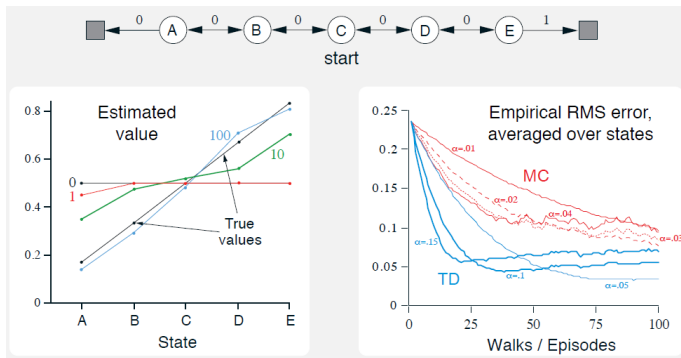 0 0 0 0 0 1
A B C D E
start
Estimated
value
0.8
0.6
0.4
0.2
0
0
1
100
10
True
values
A B C D E
State
Empirical RMS error,
averaged over states
0.25
0.2
0.15
0.1
0.05
0
α=.01
MC
α=.02
α=.04
α=.03
α=.15
TD
α=.1
α=.05
0 25 50 75 100
Walks / Episodes